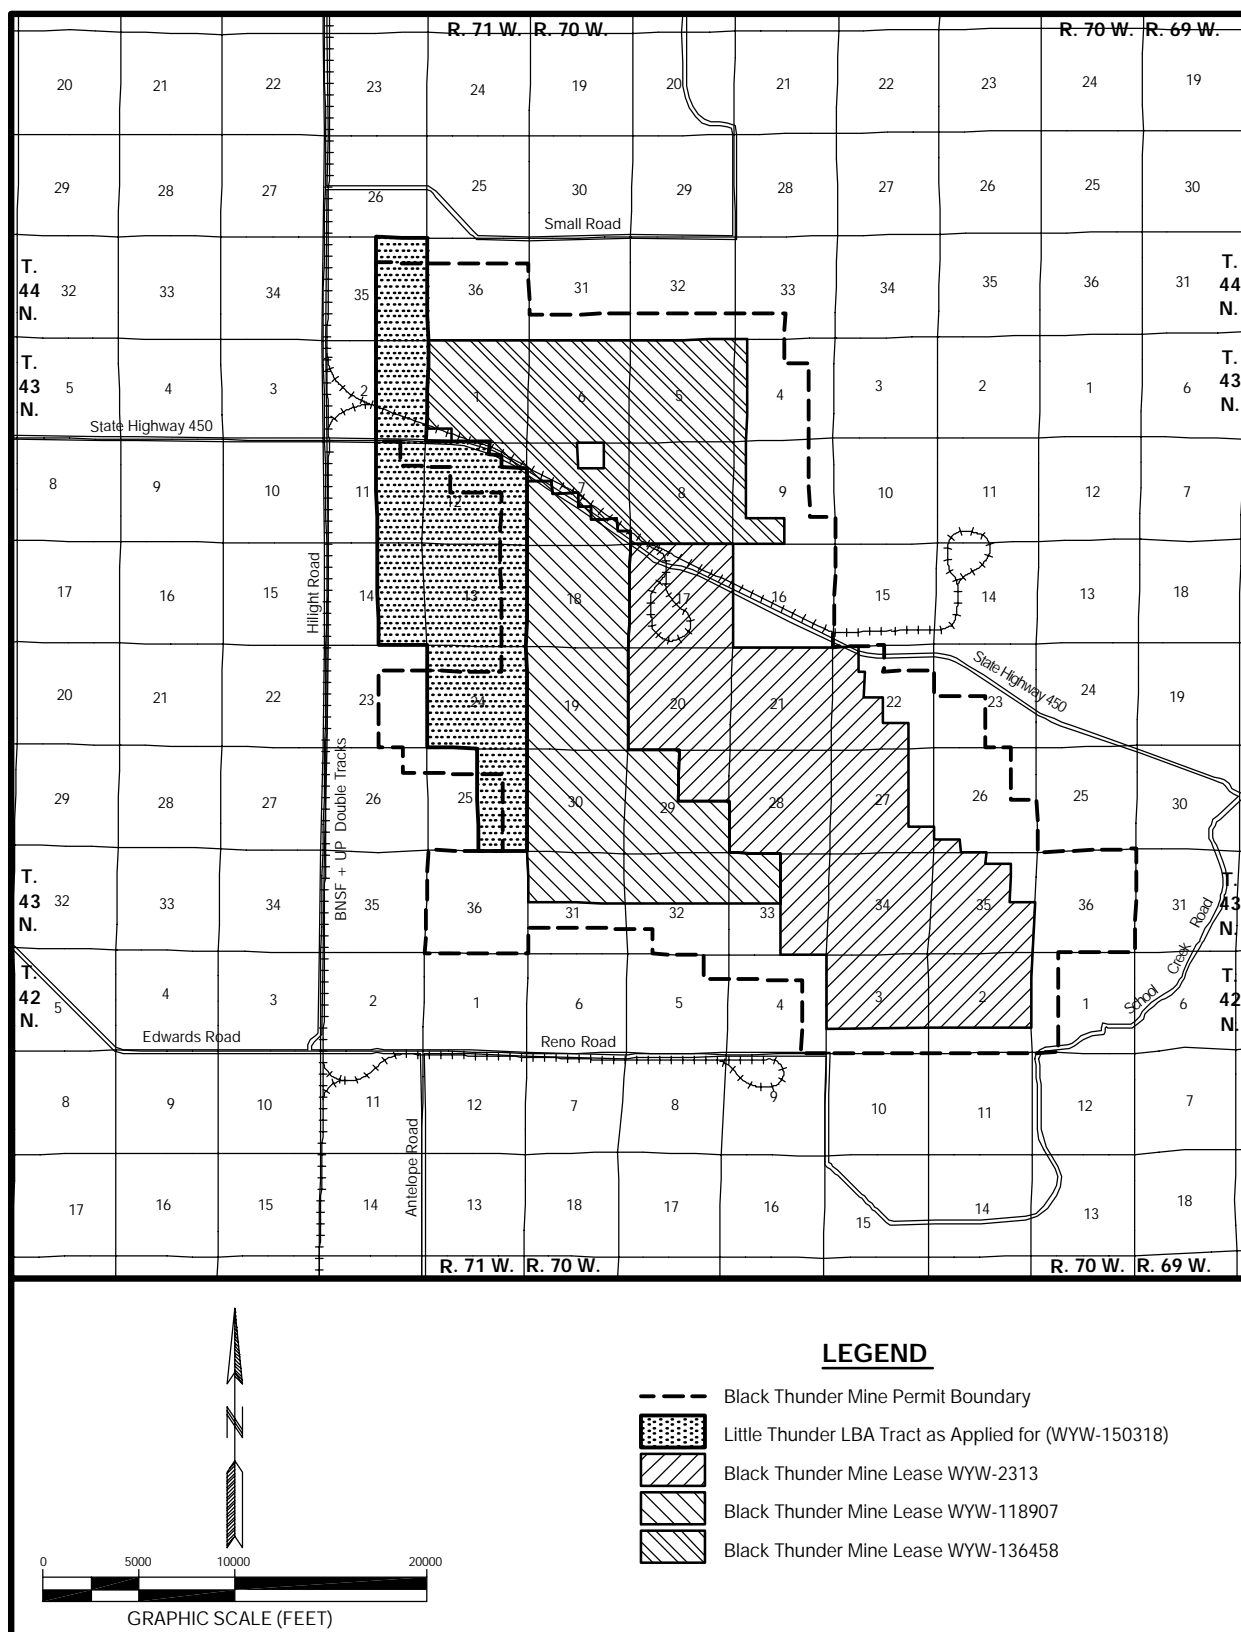 R. 71 W. R. 70 W. R. 70 W. R. 69 W.
20 21 22 23 24 19 20 21 22 23 24 19
29 28 27 26 25 30 29 28 27 26 25 30
Small Road
T. 44 N. T. 44 N.
32 33 34 35 36 31 32 33 34 35 36 31
T. 43 N. T. 43 N.
5 4 3 2 1 6 5 4 3 2 1 6
State Highway 450
8 9 10 11 12 7 8 9 10 11 12 7
Hilight Road
17 16 15 14 13 18 17 16 15 14 13 18
State Highway 450
20 21 22 23 24 19 20 21 22 23 24 19
BNSF + UP Double Tracks
29 28 27 26 25 30 29 28 27 26 25 30
T. 43 N. T. 43 N.
32 33 34 35 36 31 32 33 34 35 36 31
School Creek Road
T. 42 N. T. 42 N.
5 4 3 2 1 6 5 4 3 2 1 6
Edwards Road Reno Road
8 9 10 11 12 7 8 9 10 11 12 7
Antelope Road
17 16 15 14 13 18 17 16 15 14 13 18
R. 71 W. R. 70 W. R. 70 W. R. 69 W.
N
LEGEND
Black Thunder Mine Permit Boundary
Little Thunder LBA Tract as Applied for (WYW-150318)
Black Thunder Mine Lease WYW-2313
Black Thunder Mine Lease WYW-118907
Black Thunder Mine Lease WYW-136458
0 5000 10000 20000
GRAPHIC SCALE (FEET)